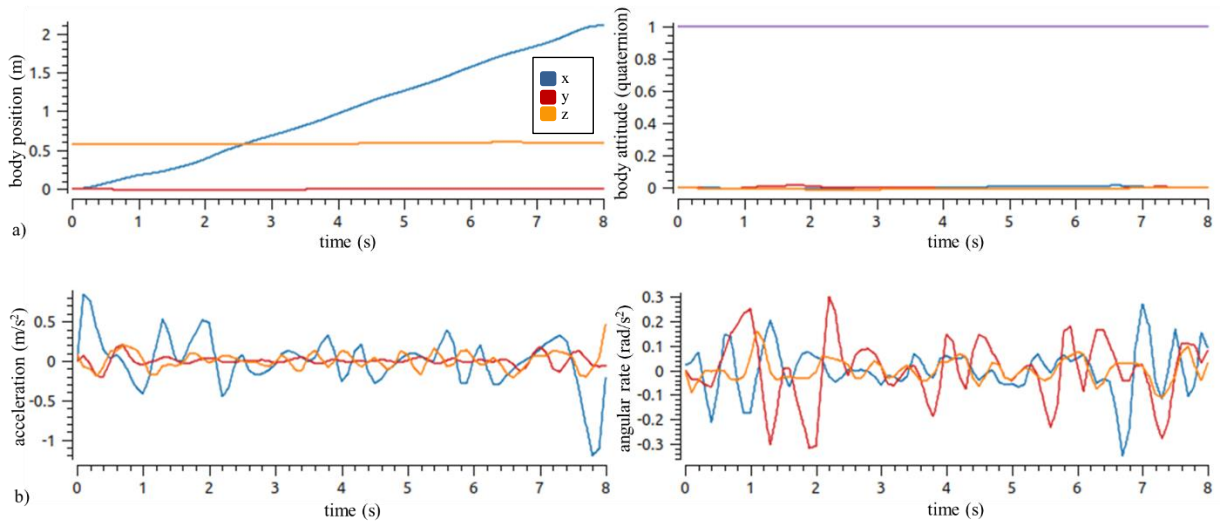 body position (m)
2
1.5
1
0.5
0
x
y
z
0 1 2 3 4 5 6 7 8
time (s)
a)
body attitude (quaternion)
1
0.8
0.6
0.4
0.2
0
0 1 2 3 4 5 6 7 8
time (s)
acceleration (m/s²)
0.5
0
-0.5
-1
0 1 2 3 4 5 6 7 8
time (s)
b)
angular rate (rad/s²)
0.3
0.2
0.1
0
-0.1
-0.2
-0.3
0 1 2 3 4 5 6 7 8
time (s)